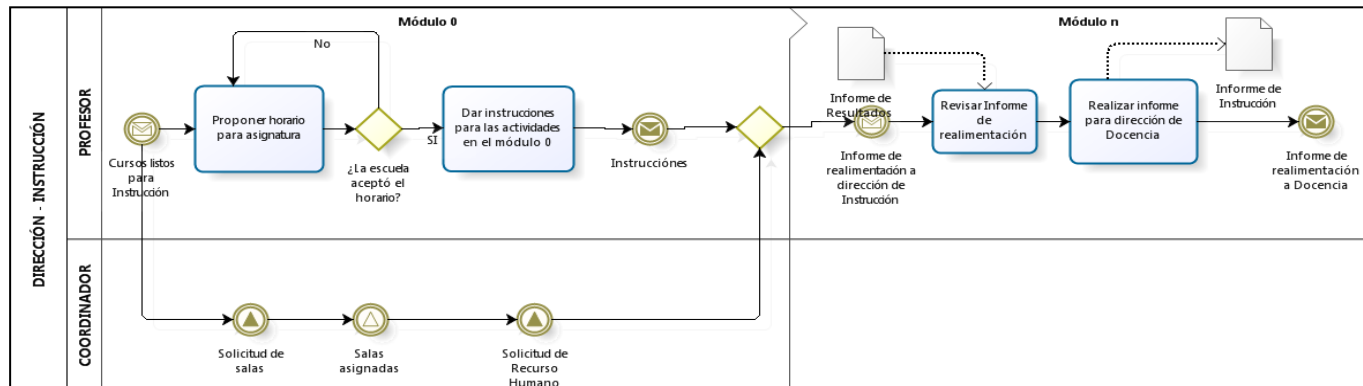 DIRECCIÓN - INSTRUCCIÓN
PROFESOR
COORDINADOR
Módulo 0
Módulo n
Cursos listos
para
Instrucción
Proponer horario
para asignatura
No
¿La escuela
aceptó el
horario?
SI
Dar instrucciones
para las actividades
en el módulo 0
Instrucciónes
Informe de
Resultados
Informe de
realimentación a
dirección de
Instrucción
Revisar Informe
de
realimentación
Realizar informe
para dirección de
Docencia
Informe de
Instrucción
Informe de
realimentación
a Docencia
Solicitud de
salas
Salas
asignadas
Solicitud de
Recurso
Humano